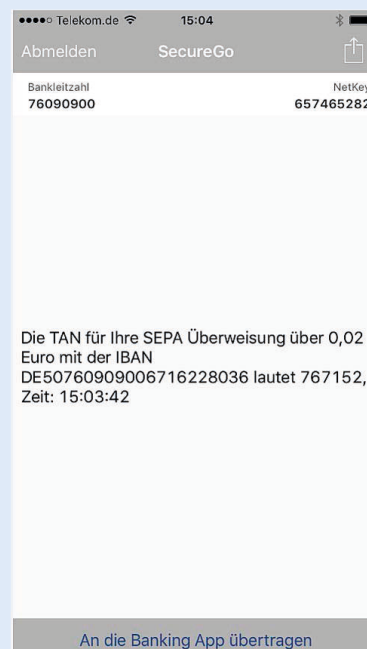 Telekom.de 15:04
Abmelden SecureGo
Bankleitzahl NetKey
76090900 657465282
Die TAN für Ihre SEPA Überweisung über 0,02
Euro mit der IBAN
DE50760909006716228036 lautet 767152,
Zeit: 15:03:42
An die Banking App übertragen